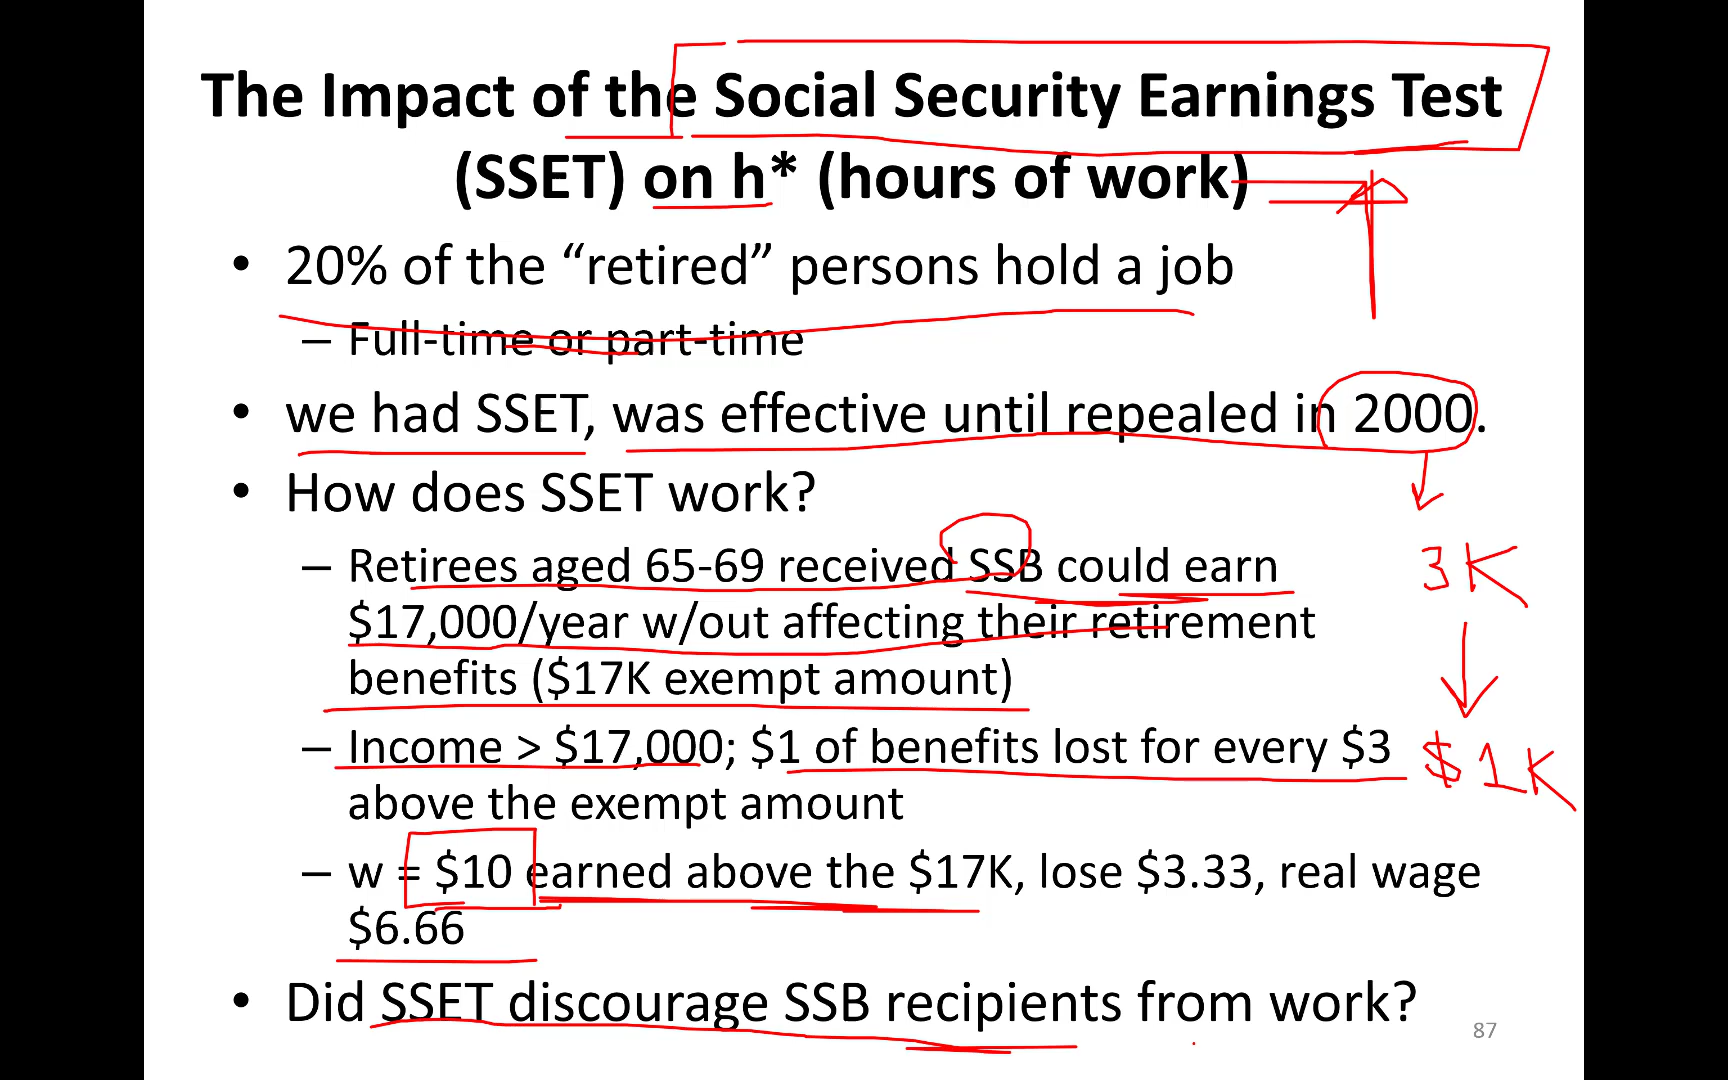 The Impact of the Social Security Earnings Test
(SSET) on h* (hours of work)
• 20% of the “retired” persons hold a job
– Full-time or part-time
• we had SSET, was effective until repealed in 2000.
• How does SSET work?
– Retirees aged 65-69 received SSB could earn
$17,000/year w/out affecting their retirement
benefits ($17K exempt amount)
3K
– Income > $17,000; $1 of benefits lost for every $3
above the exempt amount
$1K
– w = $10 earned above the $17K, lose $3.33, real wage
$6.66
• Did SSET discourage SSB recipients from work?
87